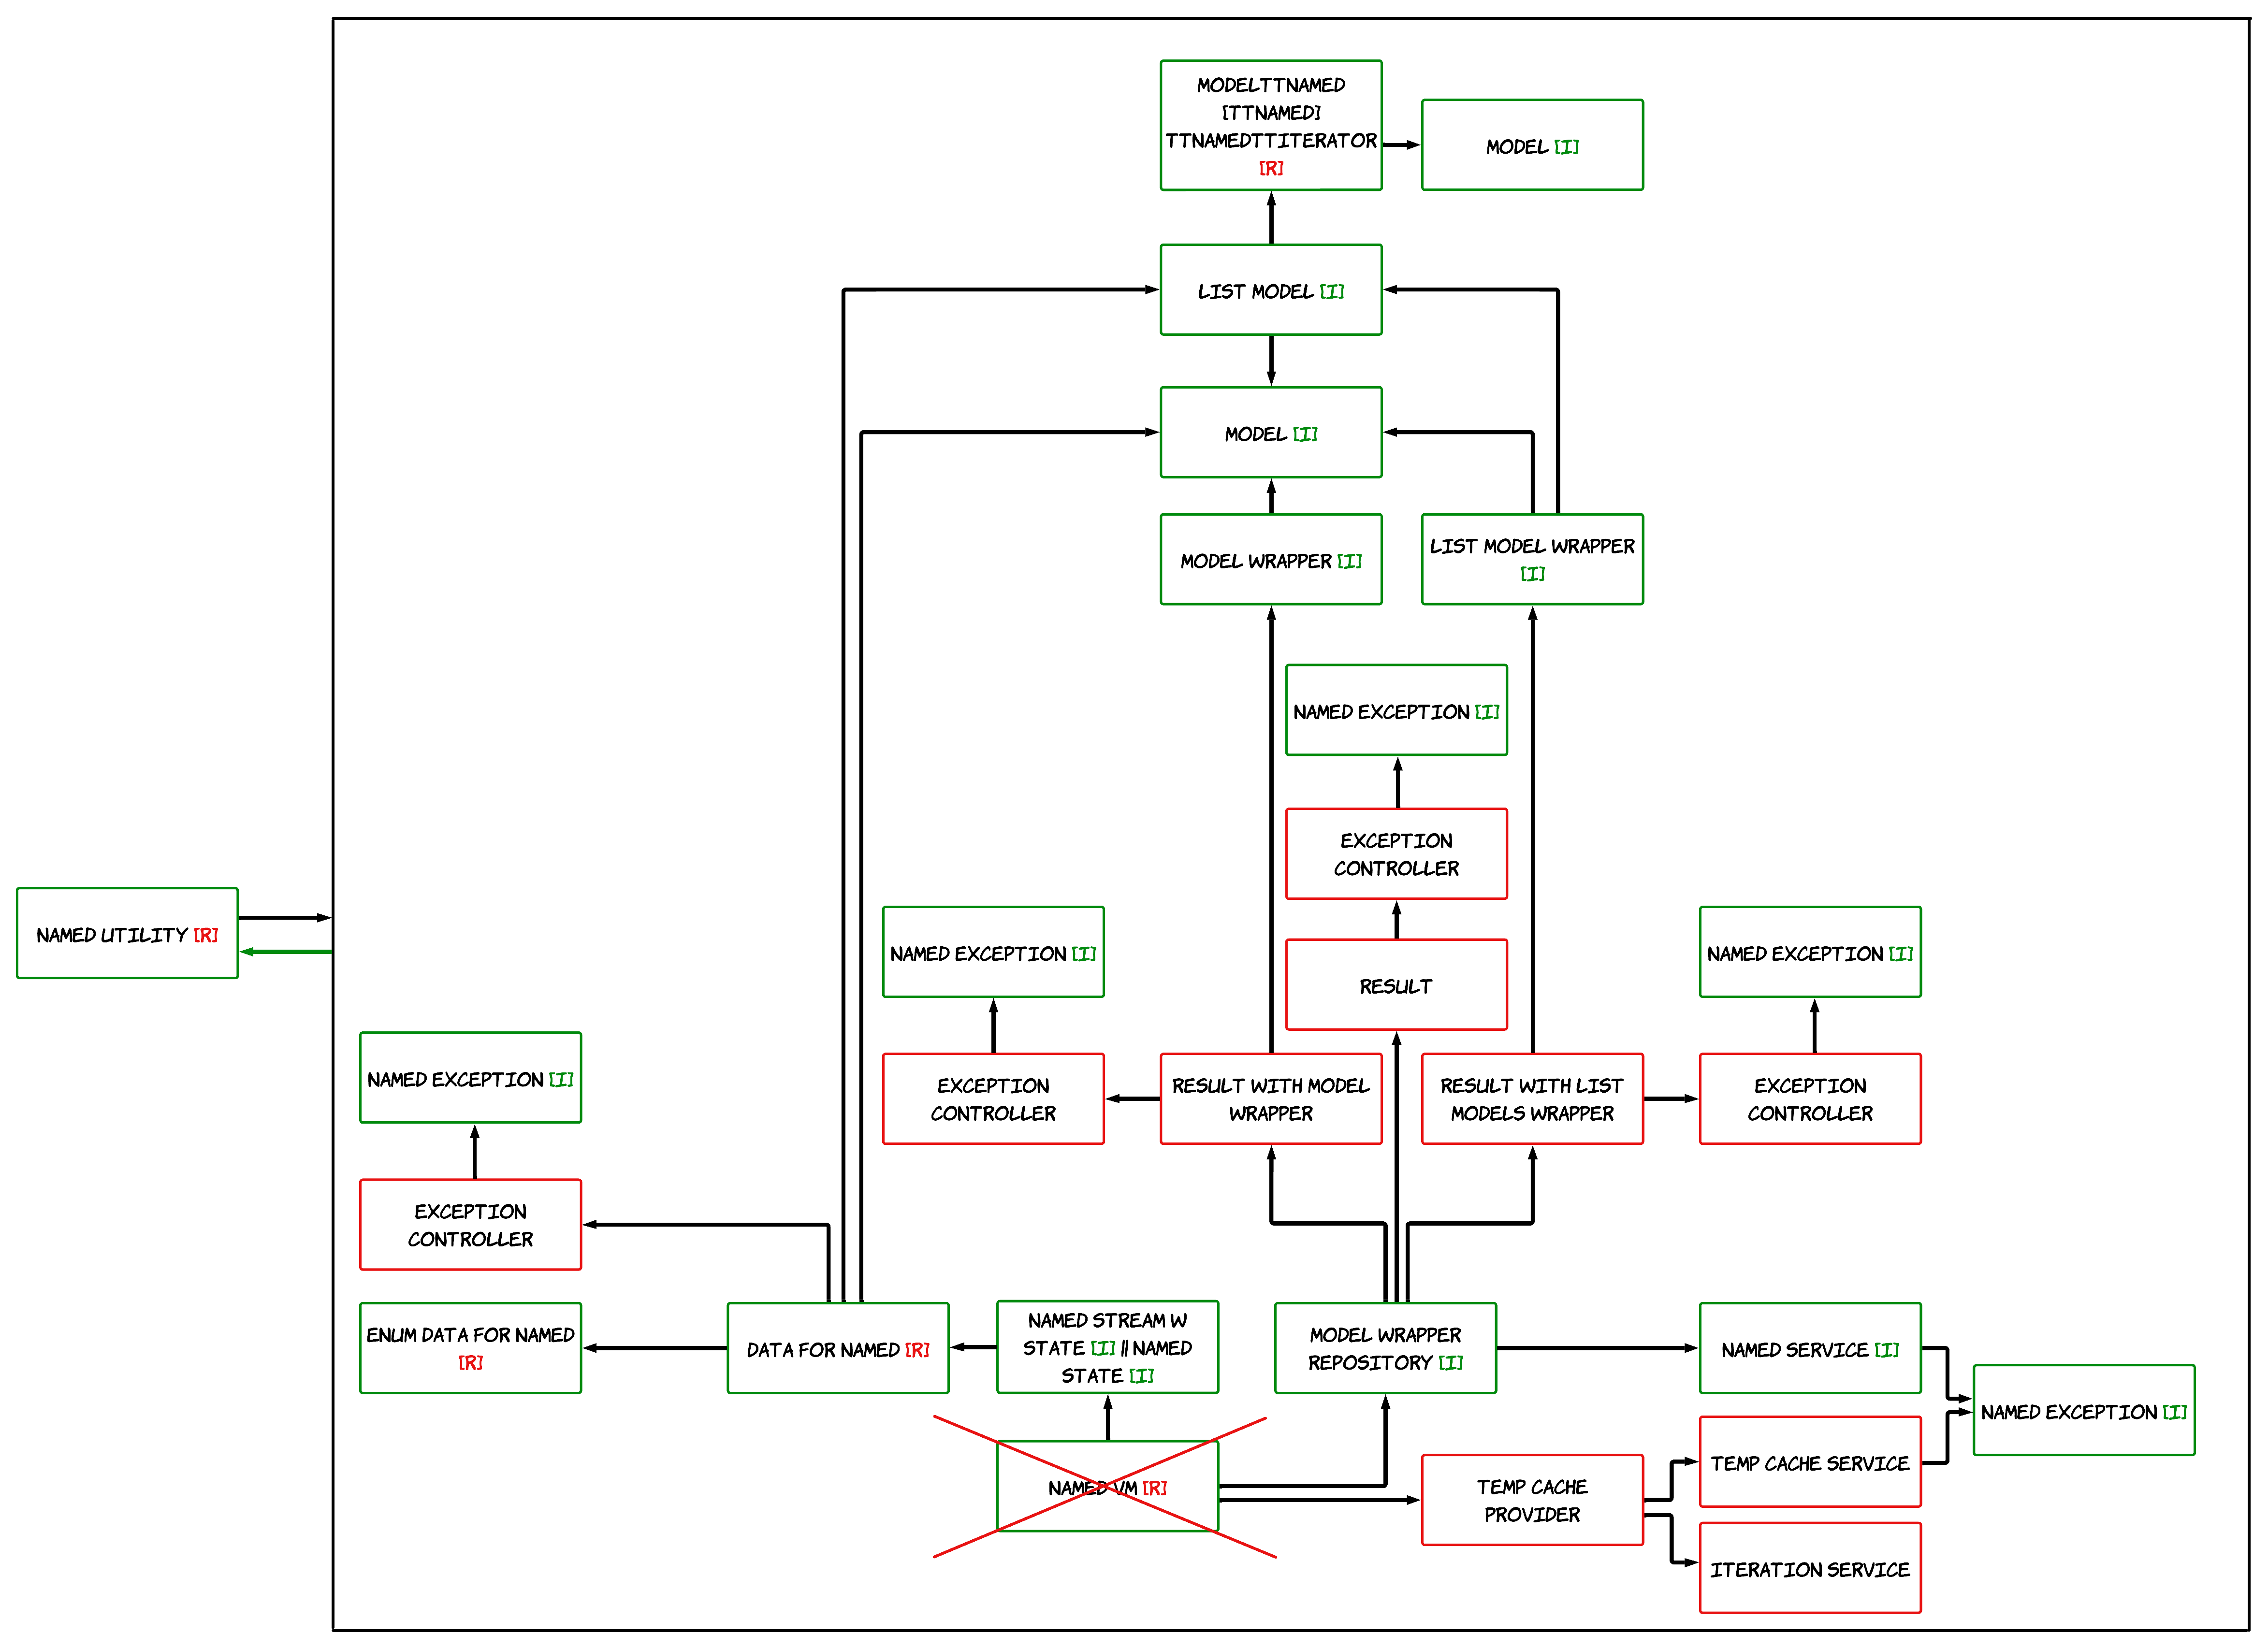 MODELTTNAMED
[TTNAMED]
TTNAMEDTTITERATOR
[R]
MODEL [I]
LIST MODEL [I]
MODEL [I]
MODEL WRAPPER [I]
LIST MODEL WRAPPER
[I]
NAMED EXCEPTION [I]
EXCEPTION
CONTROLLER
RESULT
NAMED UTILITY [R]
NAMED EXCEPTION [I]
NAMED EXCEPTION [I]
NAMED EXCEPTION [I]
EXCEPTION
CONTROLLER
RESULT WITH MODEL
WRAPPER
RESULT WITH LIST
MODELS WRAPPER
EXCEPTION
CONTROLLER
EXCEPTION
CONTROLLER
ENUM DATA FOR NAMED
[R]
DATA FOR NAMED [R]
NAMED STREAM W
STATE [I] // NAMED
STATE [I]
MODEL WRAPPER
REPOSITORY [I]
NAMED SERVICE [I]
NAMED EXCEPTION [I]
NAMED VM [R]
TEMP CACHE
PROVIDER
TEMP CACHE SERVICE
ITERATION SERVICE